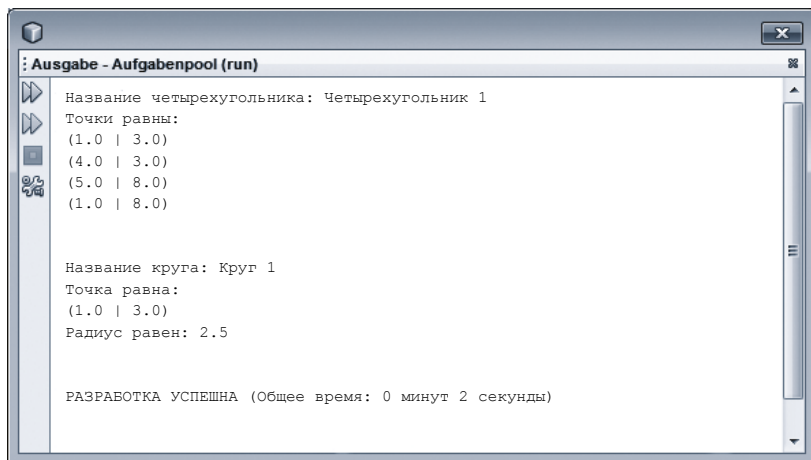 Ausgabe - Aufgabenpool (run)
Название четырехугольника: Четырехугольник 1
Точки равны:
(1.0 | 3.0)
(4.0 | 3.0)
(5.0 | 8.0)
(1.0 | 8.0)
Название круга: Круг 1
Точка равна:
(1.0 | 3.0)
Радиус равен: 2.5
РАЗРАБОТКА УСПЕШНА (Общее время: 0 минут 2 секунды)